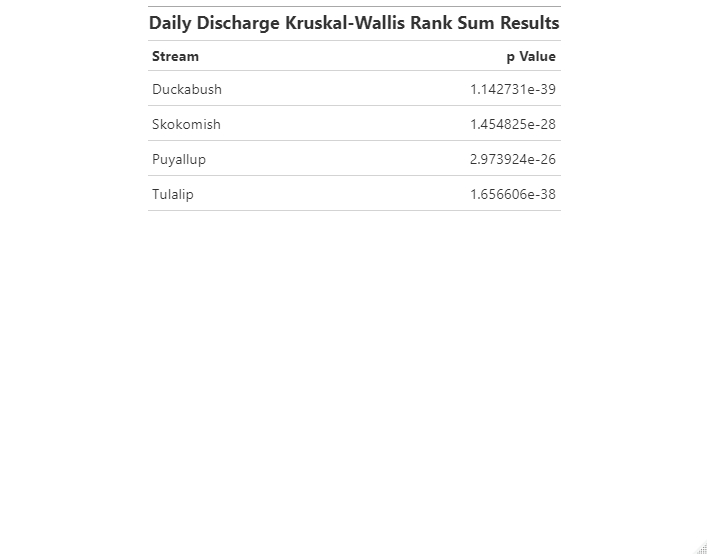 Daily Discharge Kruskal-Wallis Rank Sum Results
Stream p Value
Duckabush 1.142731e-39
Skokomish 1.454825e-28
Puyallup 2.973924e-26
Tulalip 1.656606e-38